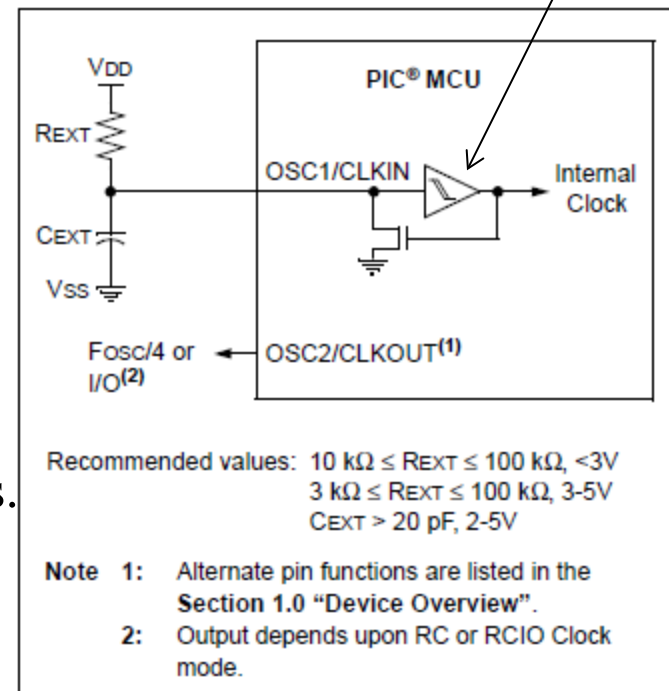 VDD
PIC® MCU
REXT
OSC1/CLKIN
Internal
Clock
CEXT
VSS
FOSC/4 or
I/O(2)
OSC2/CLKOUT(1)
s.
Recommended values: 10 kΩ ≤ REXT ≤ 100 kΩ, <3V
3 kΩ ≤ REXT ≤ 100 kΩ, 3-5V
CEXT > 20 pF, 2-5V
Note 1: Alternate pin functions are listed in the
Section 1.0 “Device Overview”.
2: Output depends upon RC or RCIO Clock
mode.